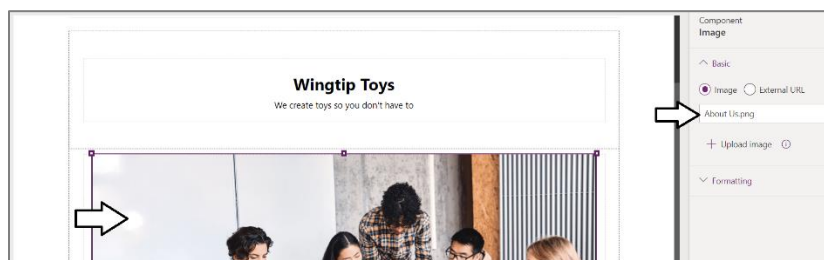 Wingtip Toys
We create toys so you don't have to
Component
Image
Basic
Image
External URL
About Us.png
Upload image
Formatting